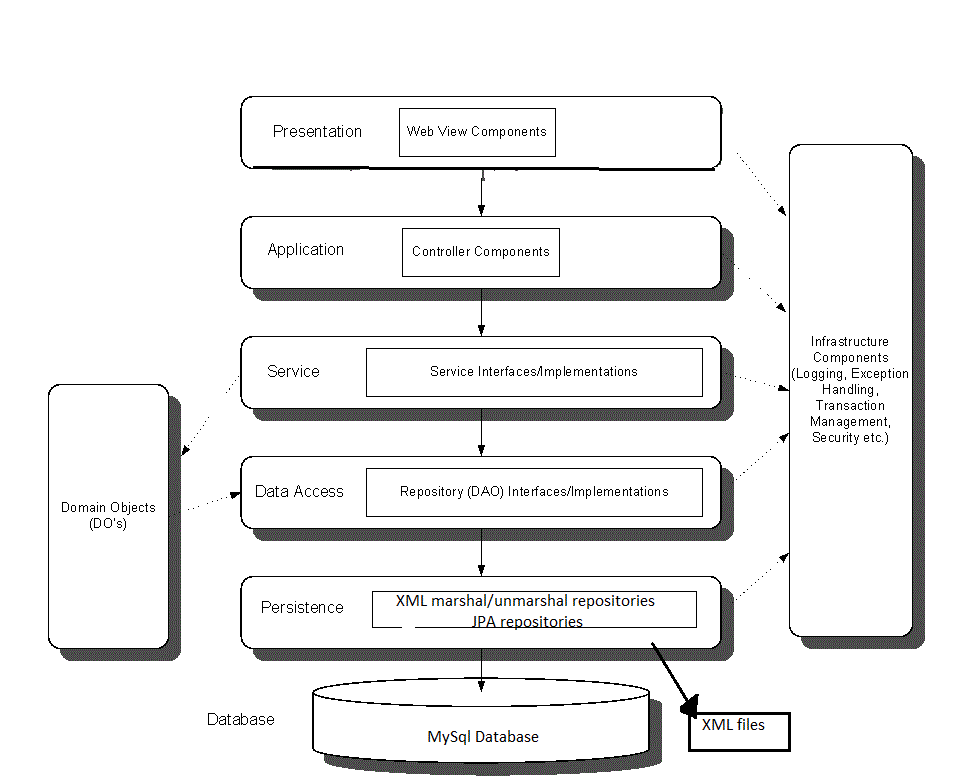 Presentation
Web View Components
Application
Controller Components
Service
Service Interfaces/Implementations
Data Access
Repository (DAO) Interfaces/Implementations
Persistence
XML marshal/unmarshal repositories
JPA repositories
Database
MySql Database
XML files
Domain Objects
(DO's)
Infrastructure
Components
(Logging, Exception
Handling,
Transaction
Management,
Security etc.)